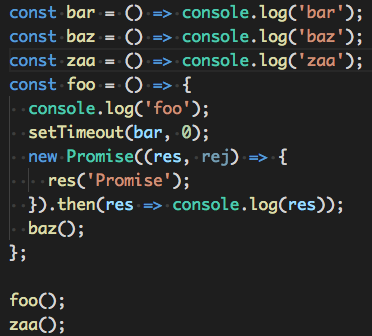 const bar = () => console.log('bar');
const baz = () => console.log('baz');
const zaa = () => console.log('zaa');
const foo = () => {
  console.log('foo');
  setTimeout(bar, 0);
  new Promise((res, rej) => {
    res('Promise');
  }).then(res => console.log(res));
  baz();
};

foo();
zaa();